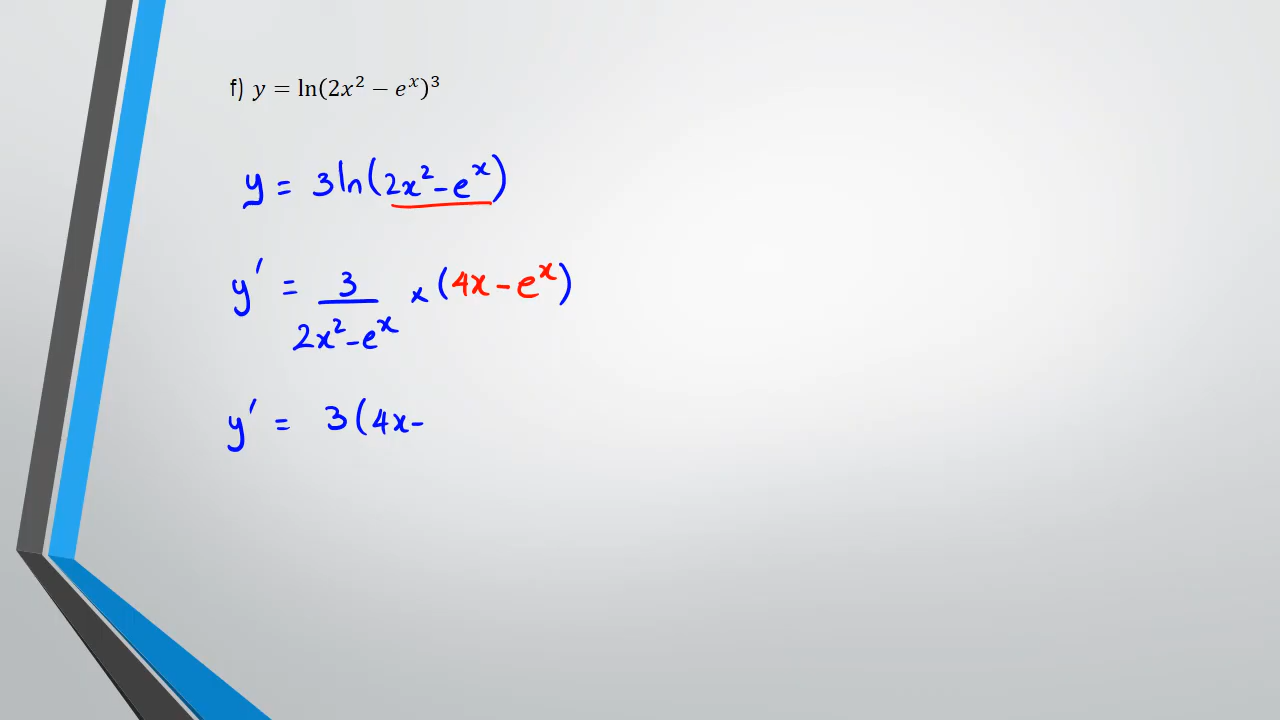 f) y = ln(2x² − eˣ)³
y = 3ln(2x² - eˣ)
y' = 3/(2x² - eˣ) × (4x - eˣ)
y' = 3(4x -